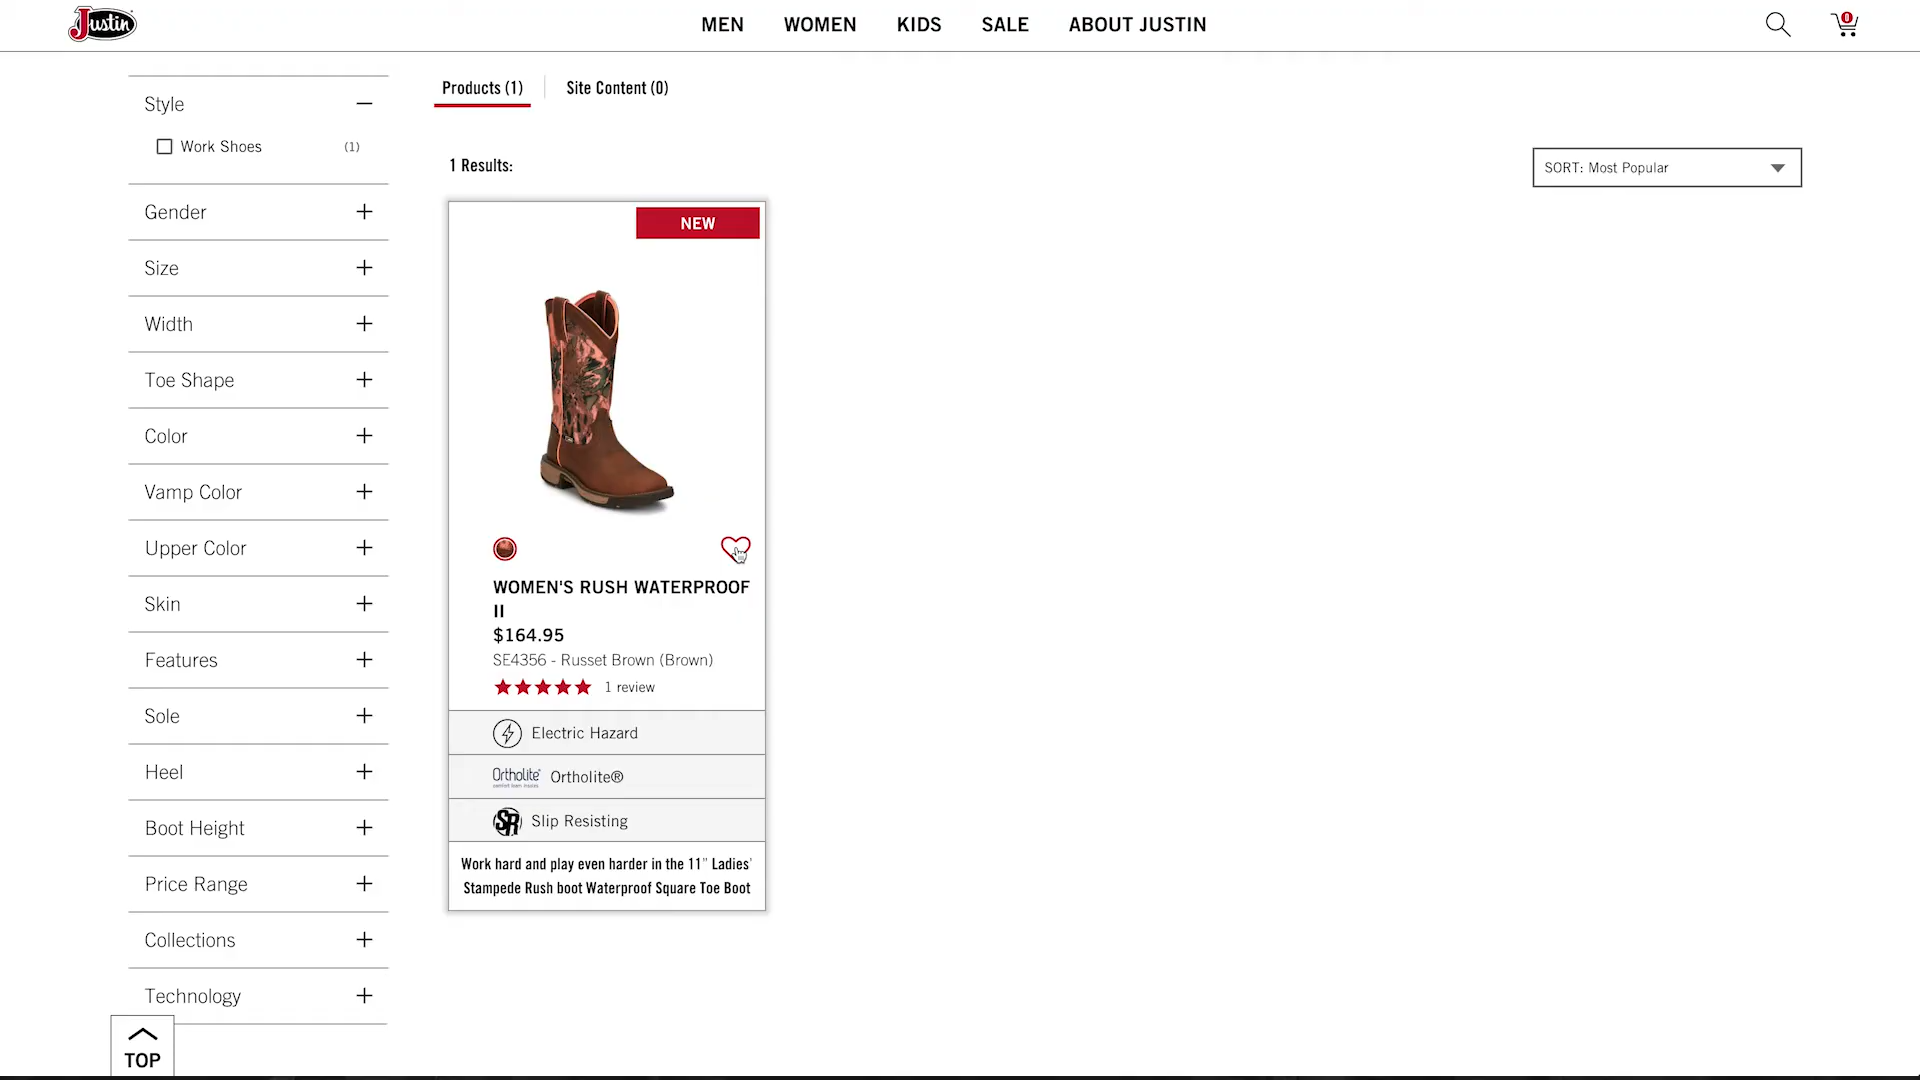 Justin
MEN
WOMEN
KIDS
SALE
ABOUT JUSTIN
0
Style
Work Shoes (1)
Gender
Size
Width
Toe Shape
Color
Vamp Color
Upper Color
Skin
Features
Sole
Heel
Boot Height
Price Range
Collections
Technology
TOP
Products (1)
Site Content (0)
1 Results:
SORT: Most Popular
NEW
WOMEN'S RUSH WATERPROOF
II
$164.95
SE4356 - Russet Brown (Brown)
1 review
Electric Hazard
Ortholite Ortholite®
SR Slip Resisting
Work hard and play even harder in the 11" Ladies'
Stampede Rush boot Waterproof Square Toe Boot